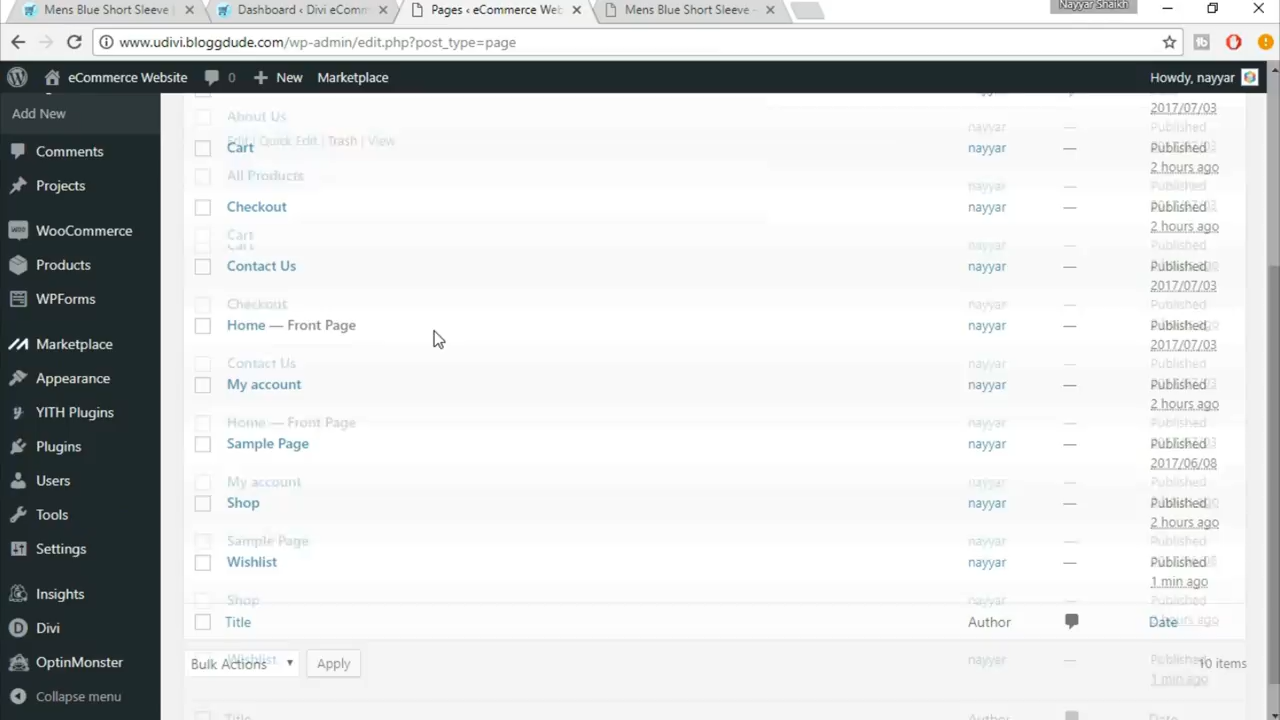 Mens Blue Short Sleeve
Dashboard ‹ Divi eComm
Pages ‹ eCommerce Web
Mens Blue Short Sleeve –
Nayyar Shaikh
www.udivi.bloggdude.com/wp-admin/edit.php?post_type=page
eCommerce Website 0 New Marketplace Howdy, nayyar
Add New
Comments
Projects
WooCommerce
Products
WPForms
Marketplace
Appearance
YITH Plugins
Plugins
Users
Tools
Settings
Insights
Divi
OptinMonster
Collapse menu
2017/07/03
About Us
nayyar Published
Edit | Quick Edit | Trash | View
Cart nayyar — Published
2 hours ago
All Products nayyar — Published
Checkout nayyar — Published
2 hours ago
Cart nayyar — Published
Contact Us nayyar — Published
2017/07/03
Checkout nayyar — Published
Home — Front Page nayyar — Published
2017/07/03
Contact Us nayyar — Published
My account nayyar — Published
2 hours ago
Home — Front Page nayyar — Published
Sample Page nayyar — Published
2017/06/08
My account nayyar — Published
Shop nayyar — Published
2 hours ago
Sample Page nayyar — Published
Wishlist nayyar — Published
1 min ago
Shop nayyar — Published
Title Author Date
Wishlist nayyar — Published
Bulk Actions Apply 10 items
1 min ago
Title Author Date